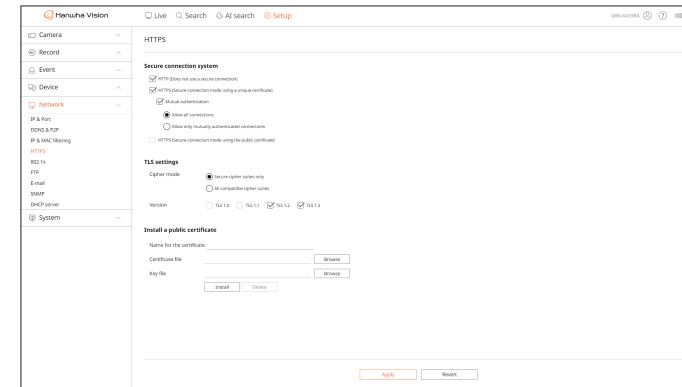 Hanwha Vision
Live Search AI search Setup
XRN-6410B4
Camera
Record
Event
Device
Network
IP & Port
DDNS & P2P
IP & MAC filtering
HTTPS
802.1x
FTP
E-mail
SNMP
DHCP server
System
HTTPS
Secure connection system
HTTP (Does not use a secure connection)
HTTPS (Secure connection mode using a unique certificate)
Mutual authentication
Allow all connections
Allow only mutually authenticated connections
HTTPS (Secure connection mode using the public certificate)
TLS settings
Cipher mode
Secure cipher suites only
All compatible cipher suites
Version TLS 1.0 TLS 1.1 TLS 1.2 TLS 1.3
Install a public certificate
Name for the certificate
Certificate file Browse
Key file Browse
Install Delete
Apply Revert